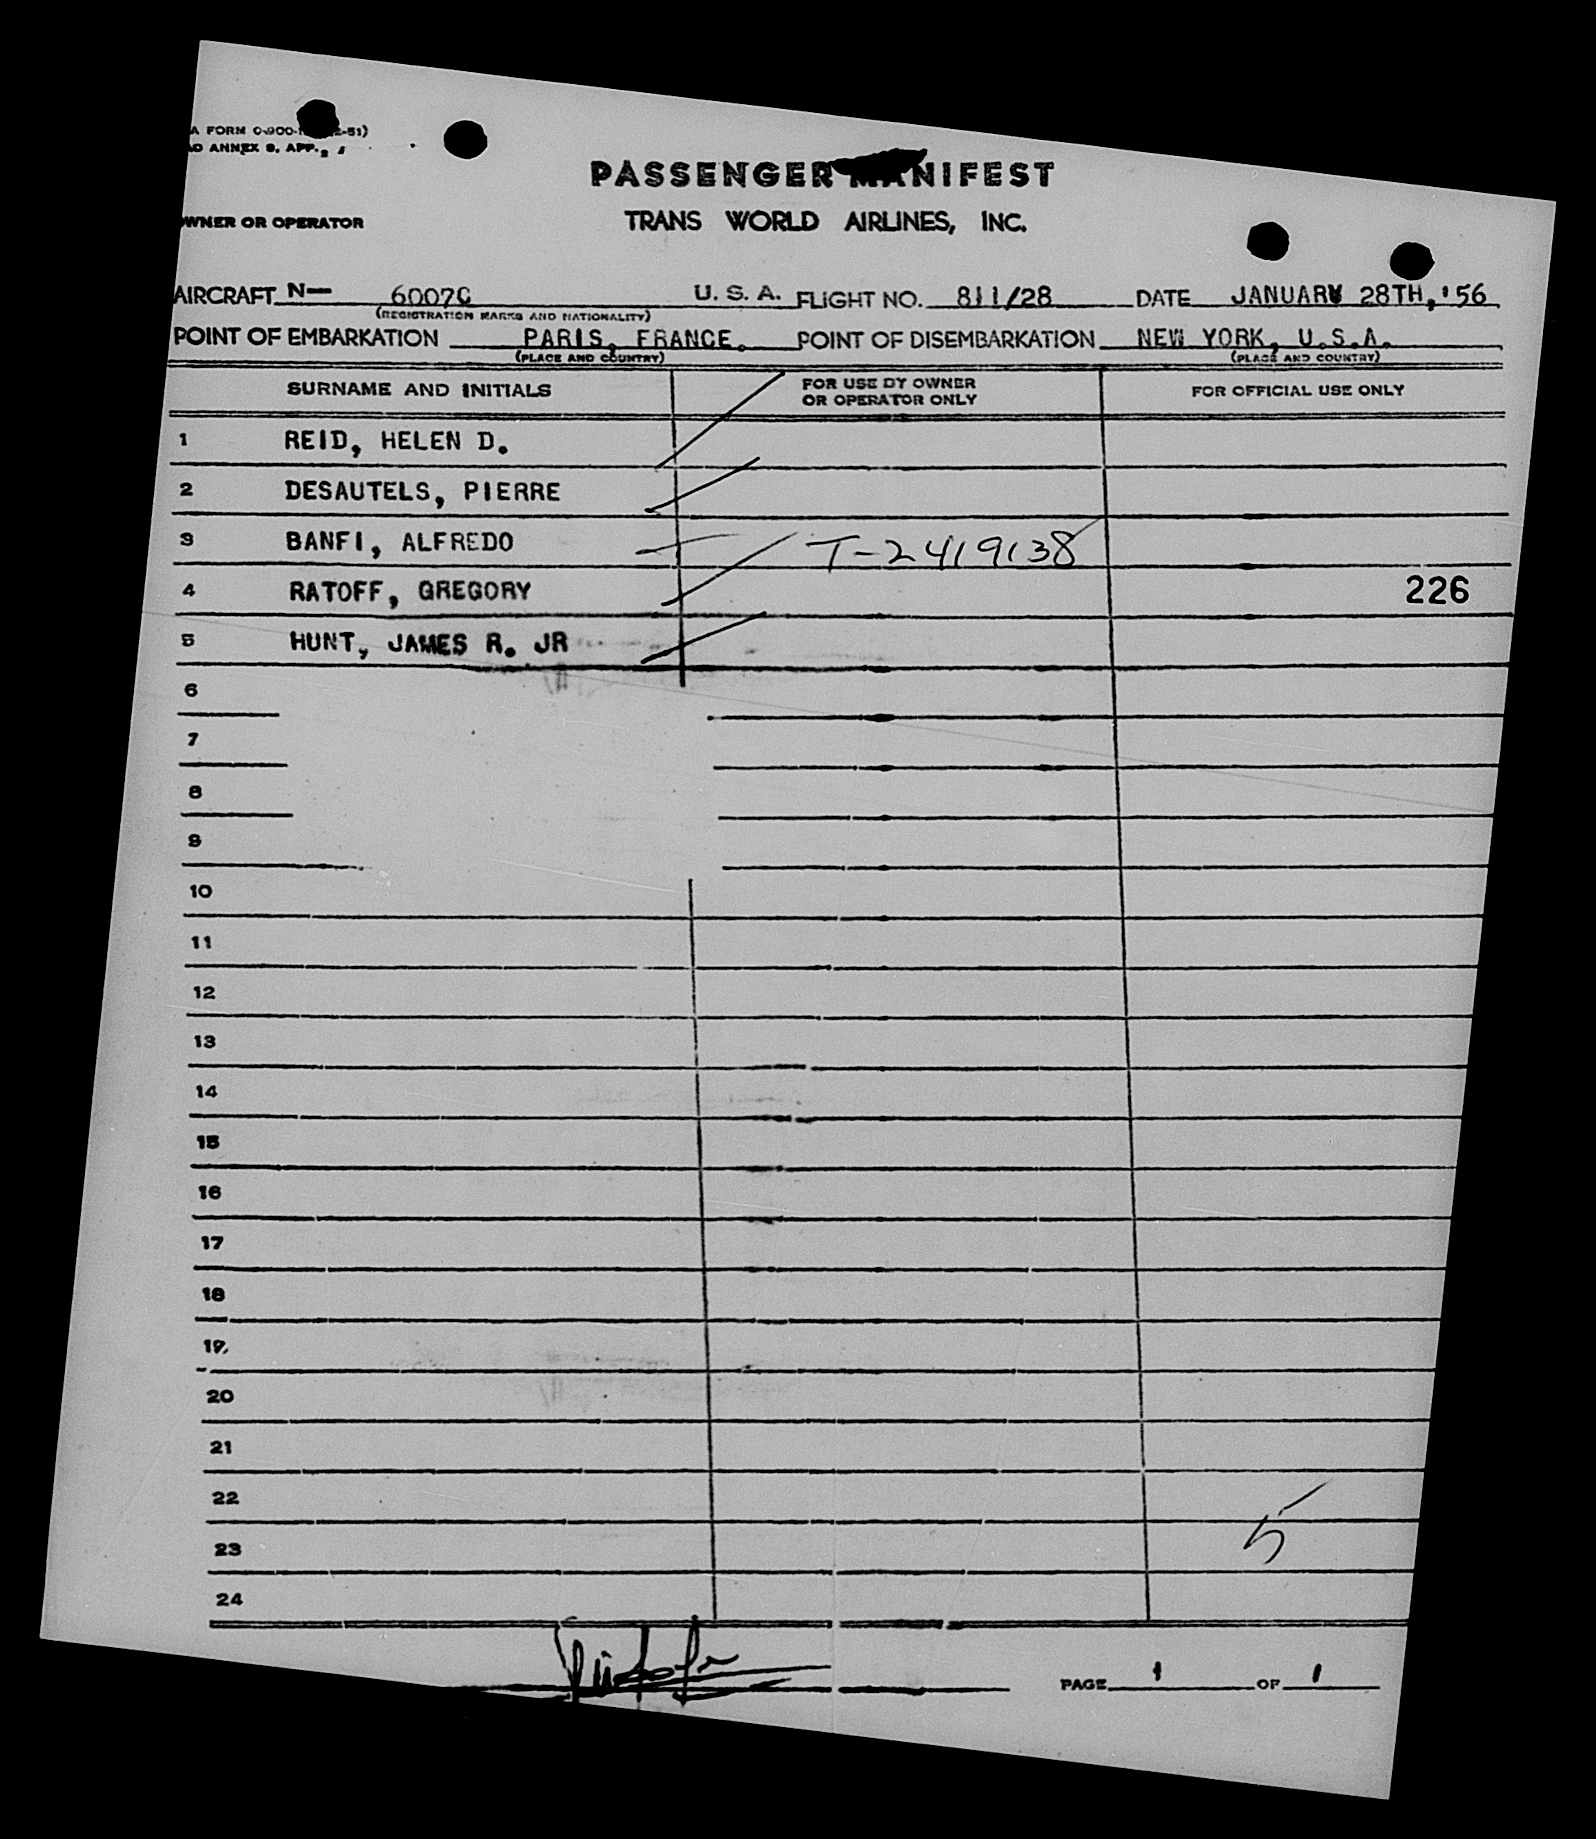 A FORM
O ANNEX 9, APP.
PASSENGER MANIFEST
OWNER OR OPERATOR TRANS WORLD AIRLINES, INC.
AIRCRAFT N— 6007C U. S. A. FLIGHT NO. 811/28 DATE JANUARY 28TH, '56
(REGISTRATION MARKS AND NATIONALITY)
POINT OF EMBARKATION PARIS, FRANCE. POINT OF DISEMBARKATION NEW YORK, U.S.A.
(PLACE AND COUNTRY) (PLACE AND COUNTRY)
SURNAME AND INITIALS FOR USE BY OWNER OR OPERATOR ONLY FOR OFFICIAL USE ONLY
1 REID, HELEN D.
2 DESAUTELS, PIERRE
3 BANFI, ALFREDO T-2419138
4 RATOFF, GREGORY 226
5 HUNT, JAMES R. JR
6
7
8
9
10
11
12
13
14
15
16
17
18
19
20
21
22
23 5
24
PAGE 1 OF 1